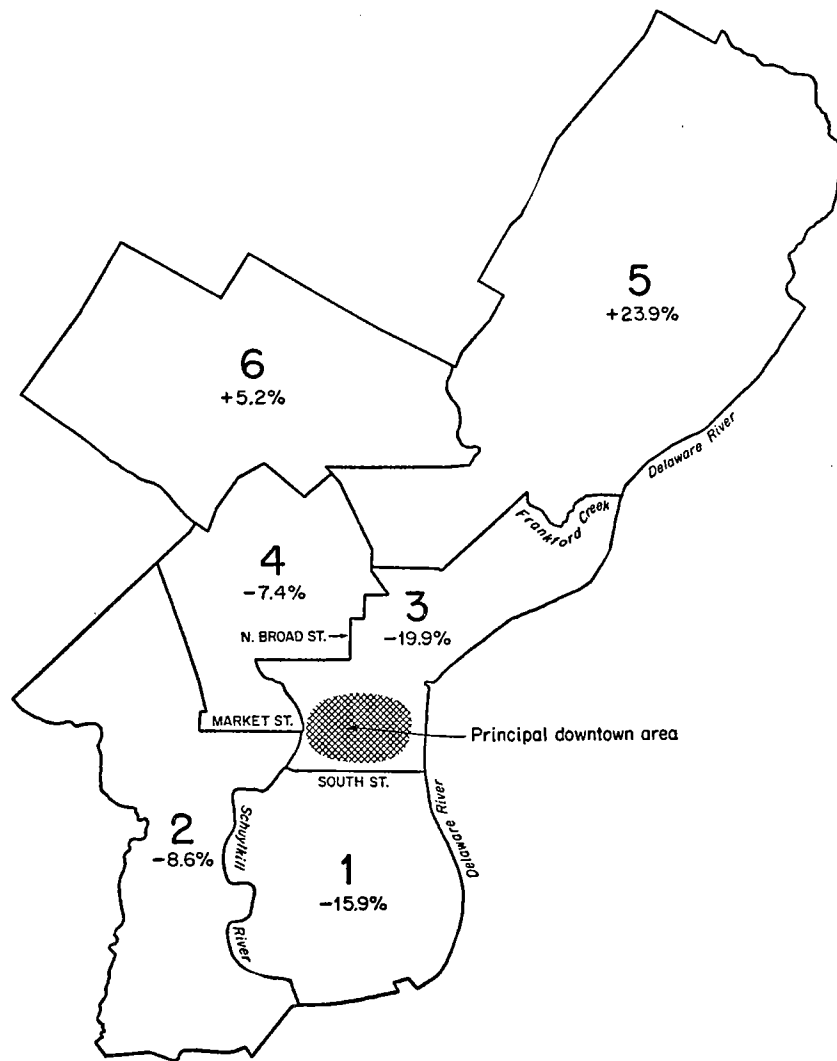 5
+23.9%
6
+5.2%
Delaware River
Frankford Creek
4
-7.4%
3
-19.9%
N. BROAD ST.
MARKET ST.
Principal downtown area
SOUTH ST.
2
-8.6%
Schuylkill
River
Delaware River
1
-15.9%